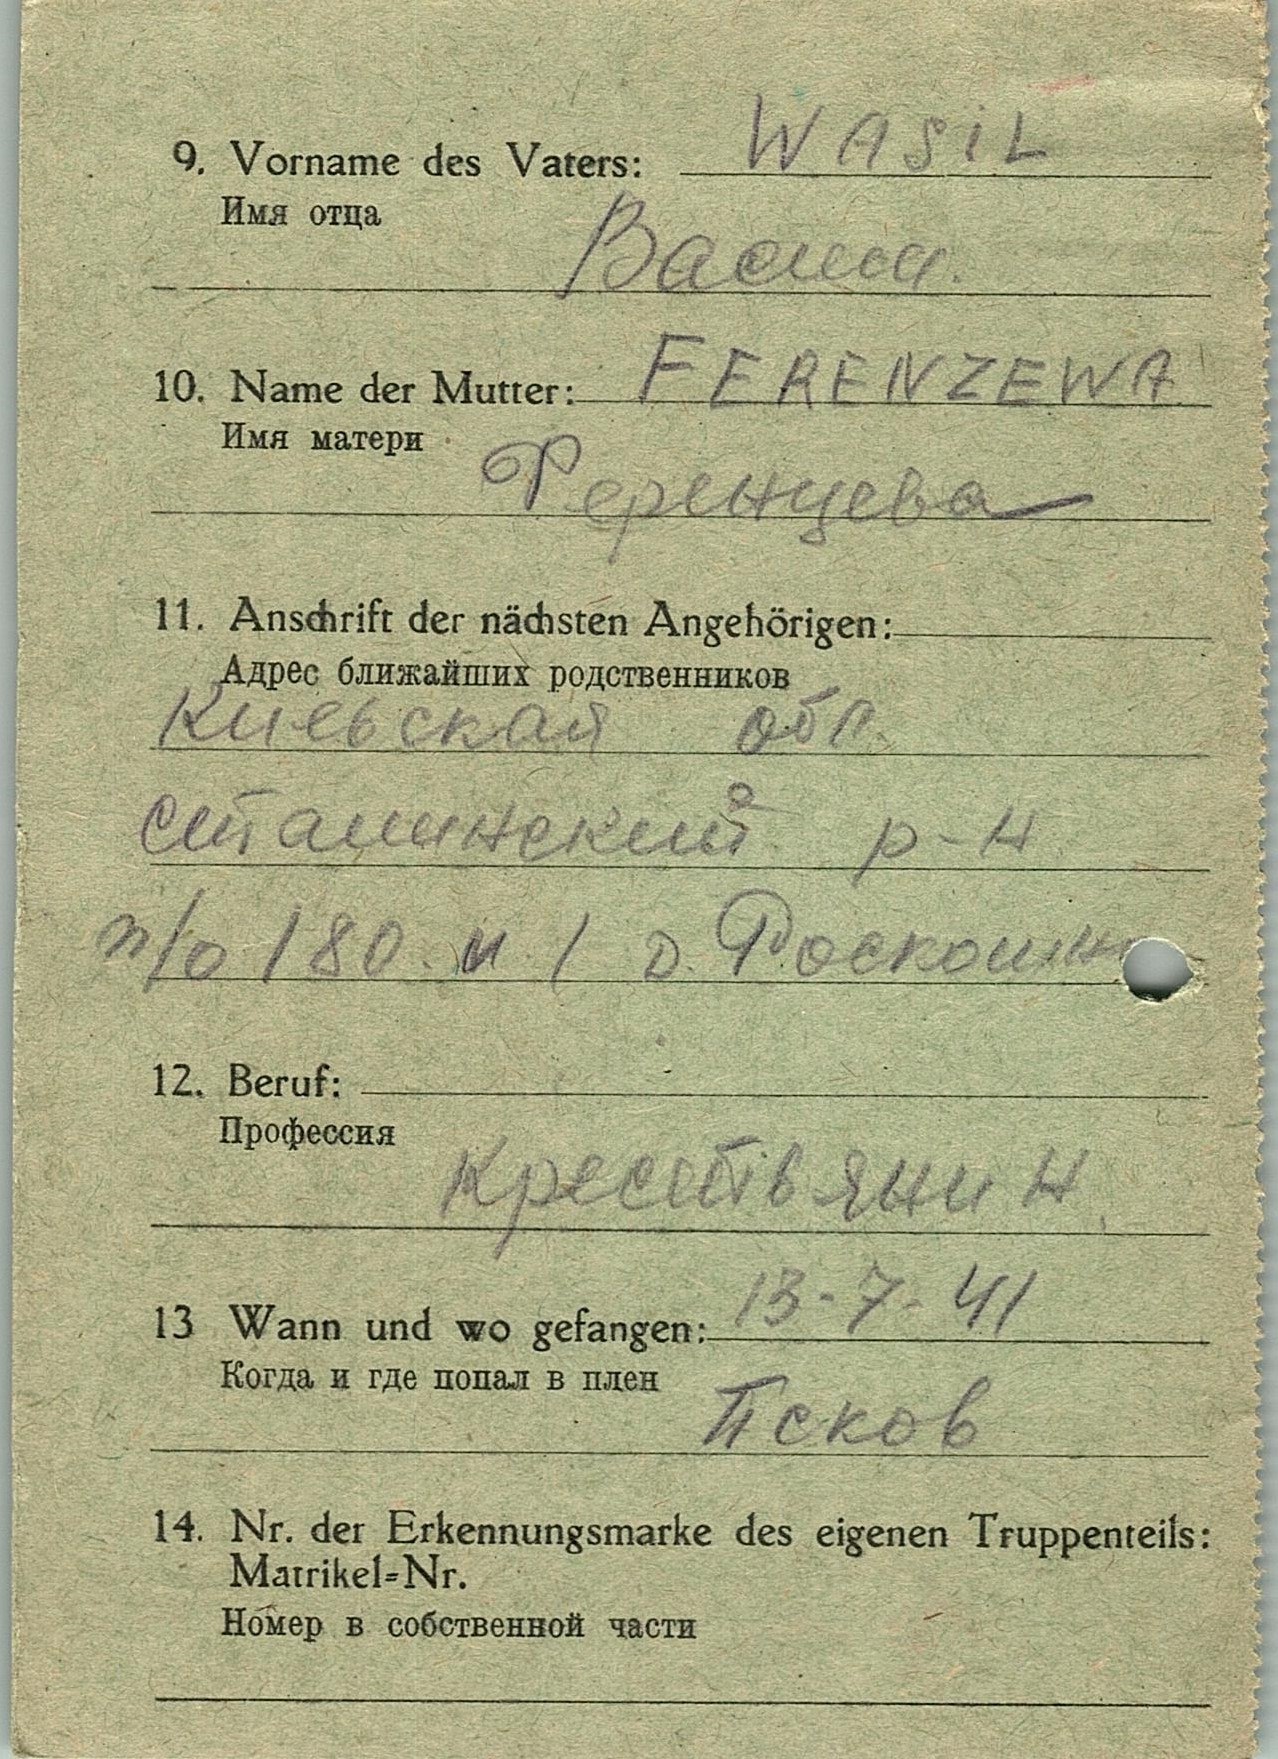 9. Vorname des Vaters: WASIL
Имя отца
Васил.
10. Name der Mutter: FERENZEWA
Имя матери
Ференцева
11. Anschrift der nächsten Angehörigen:
Адрес ближайших родственников
Киевская обл.
сталинский р-н
п/о 180. и. 1 д.
12. Beruf:
Профессия
Крестьянин
13 Wann und wo gefangen: 13-7-41
Когда и где попал в плен
Псков
14. Nr. der Erkennungsmarke des eigenen Truppenteils:
Matrikel=Nr.
Номер в собственной части